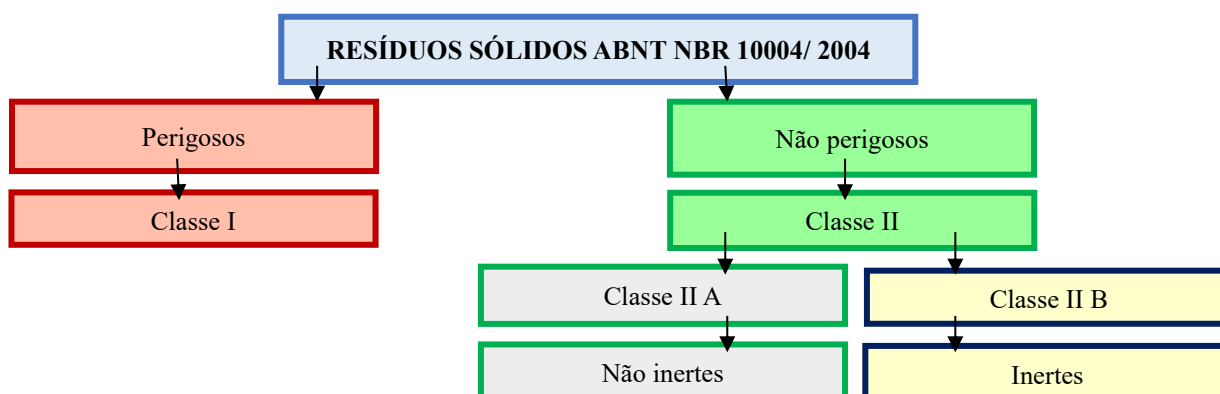 RESÍDUOS SÓLIDOS ABNT NBR 10004/ 2004
Perigosos
Não perigosos
Classe I
Classe II
Classe II A
Classe II B
Não inertes
Inertes